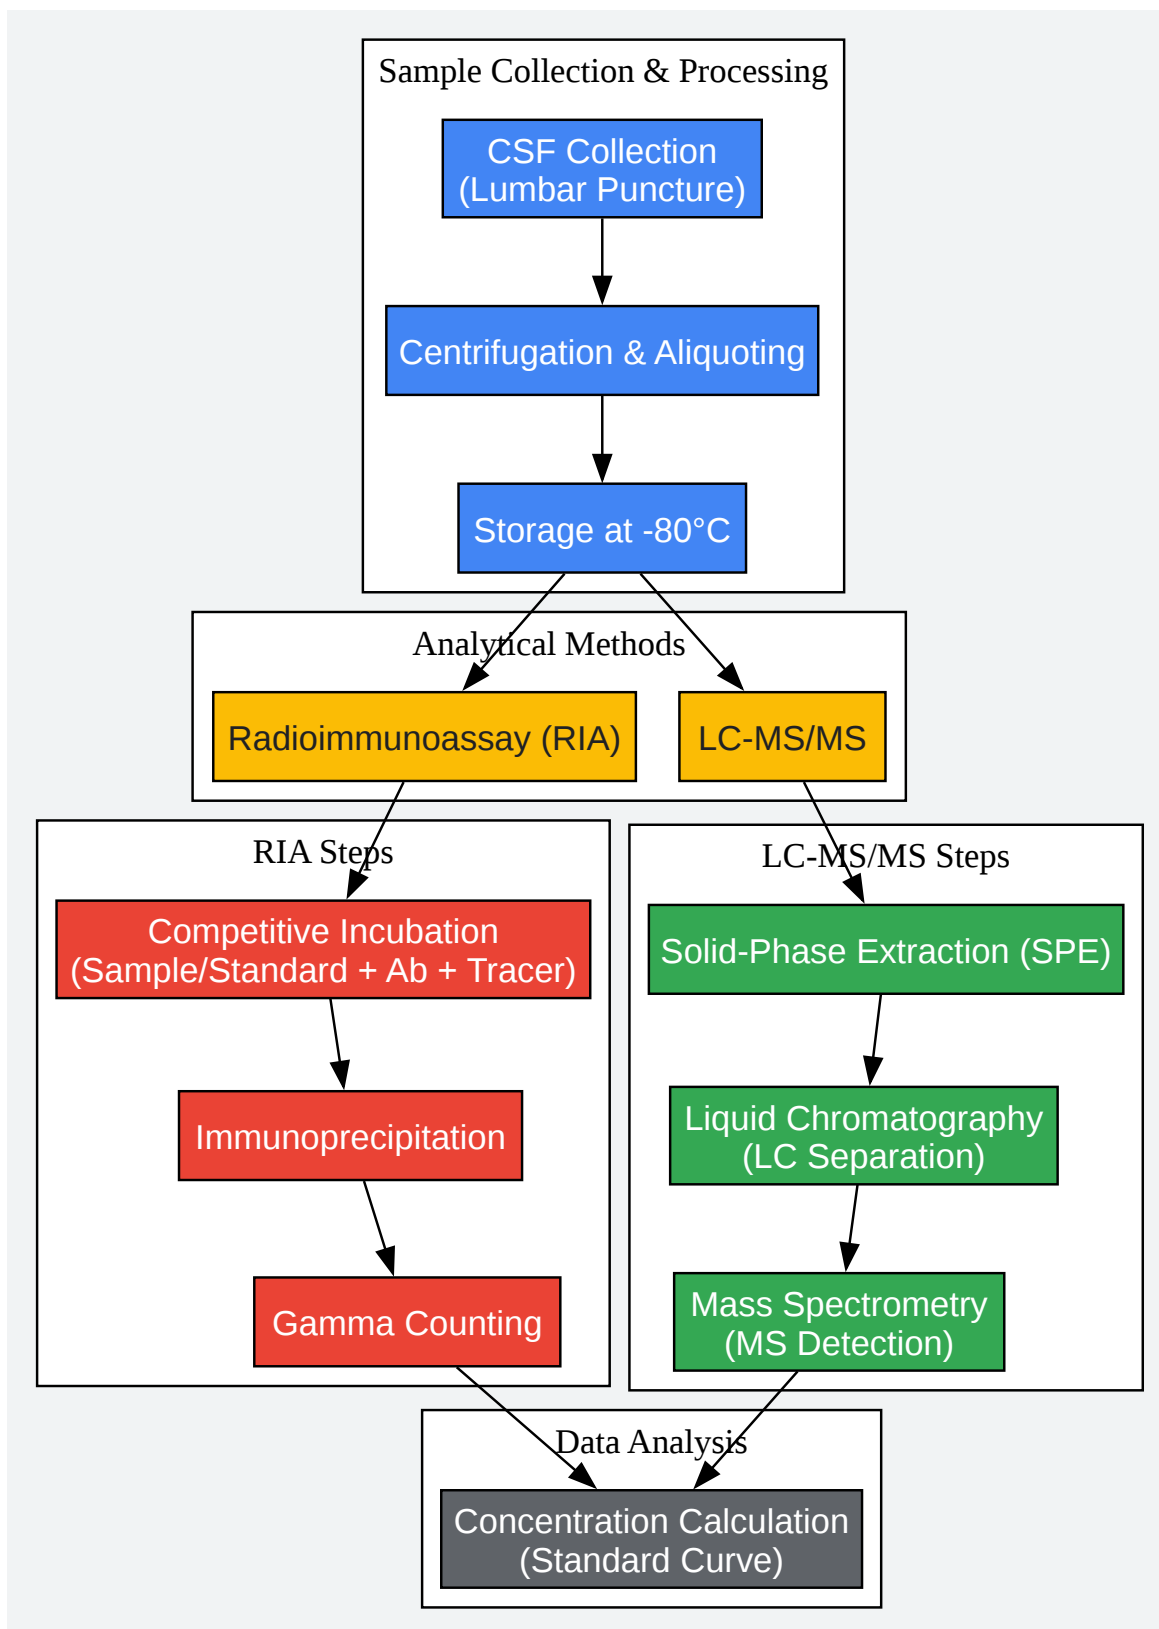 Sample Collection & Processing
CSF Collection
(Lumbar Puncture)
Centrifugation & Aliquoting
Storage at -80°C
Analytical Methods
Radioimmunoassay (RIA)
LC-MS/MS
RIA Steps
Competitive Incubation
(Sample/Standard + Ab + Tracer)
Immunoprecipitation
Gamma Counting
LC-MS/MS Steps
Solid-Phase Extraction (SPE)
Liquid Chromatography
(LC Separation)
Mass Spectrometry
(MS Detection)
Data Analysis
Concentration Calculation
(Standard Curve)